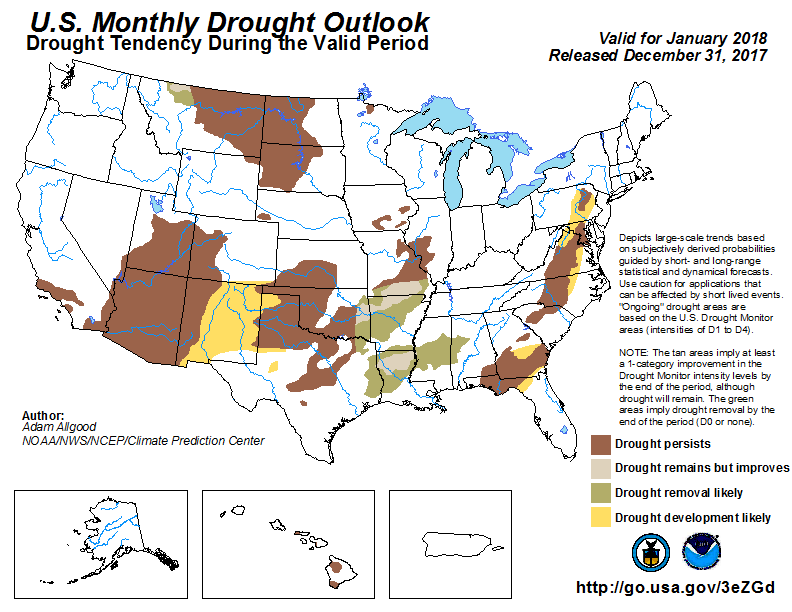 U.S. Monthly Drought Outlook
Drought Tendency During the Valid Period
Valid for January 2018
Released December 31, 2017
Depicts large-scale trends based
on subjectively derived probabilities
guided by short- and long-range
statistical and dynamical forecasts.
Use caution for applications that
can be affected by short lived events.
"Ongoing" drought areas are
based on the U.S. Drought Monitor
areas (intensities of D1 to D4).
NOTE: The tan areas imply at least
a 1-category improvement in the
Drought Monitor intensity levels by
the end of the period, although
drought will remain. The green
areas imply drought removal by the
end of the period (D0 or none).
Author:
Adam Allgood
NOAA/NWS/NCEP/Climate Prediction Center
Drought persists
Drought remains but improves
Drought removal likely
Drought development likely
http://go.usa.gov/3eZGd